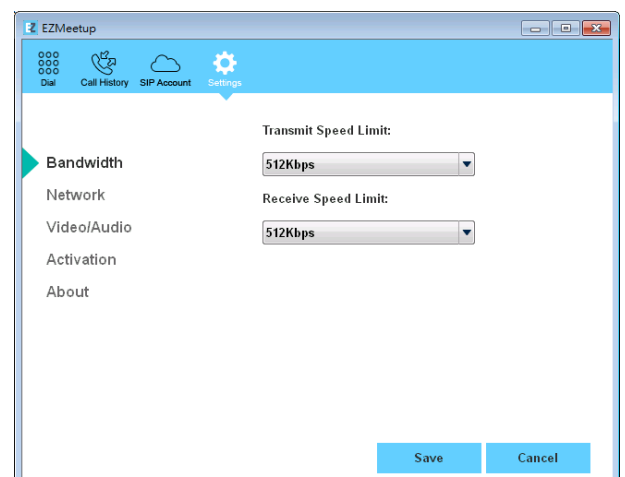 EZ EZMeetup
Dial Call History SIP Account Settings
Transmit Speed Limit:
Bandwidth
512Kbps
Network
Receive Speed Limit:
Video/Audio
512Kbps
Activation
About
Save Cancel